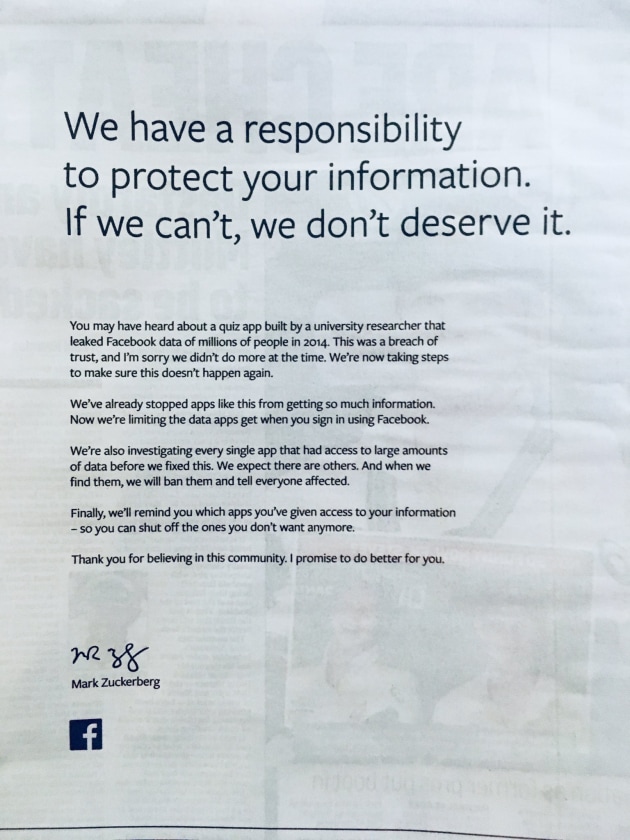 We have a responsibility
to protect your information.
If we can't, we don't deserve it.
You may have heard about a quiz app built by a university researcher that
leaked Facebook data of millions of people in 2014. This was a breach of
trust, and I'm sorry we didn't do more at the time. We're now taking steps
to make sure this doesn't happen again.
We've already stopped apps like this from getting so much information.
Now we're limiting the data apps get when you sign in using Facebook.
We're also investigating every single app that had access to large amounts
of data before we fixed this. We expect there are others. And when we
find them, we will ban them and tell everyone affected.
Finally, we'll remind you which apps you've given access to your information
– so you can shut off the ones you don't want anymore.
Thank you for believing in this community. I promise to do better for you.
Mark Zuckerberg
f